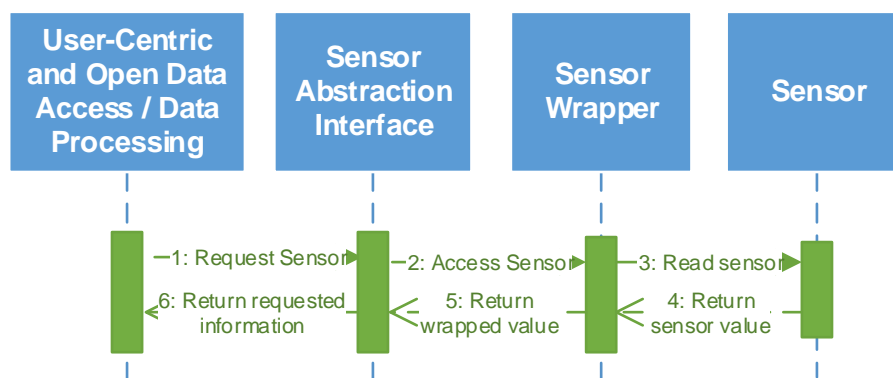 User-Centric
and Open Data
Access / Data
Processing
Sensor
Abstraction
Interface
Sensor
Wrapper
Sensor
1: Request Sensor
2: Access Sensor
3: Read sensor
6: Return requested
information
5: Return
wrapped value
4: Return
sensor value